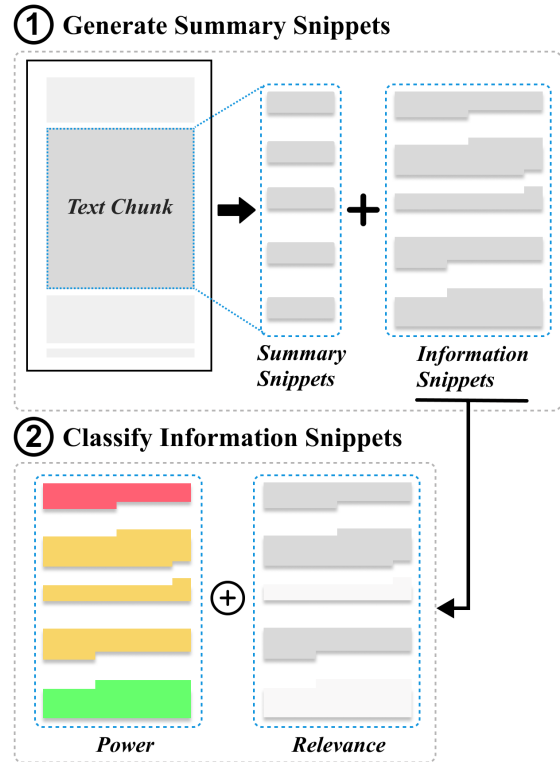 1 Generate Summary Snippets
Text Chunk
Summary
Snippets
Information
Snippets
2 Classify Information Snippets
Power
Relevance